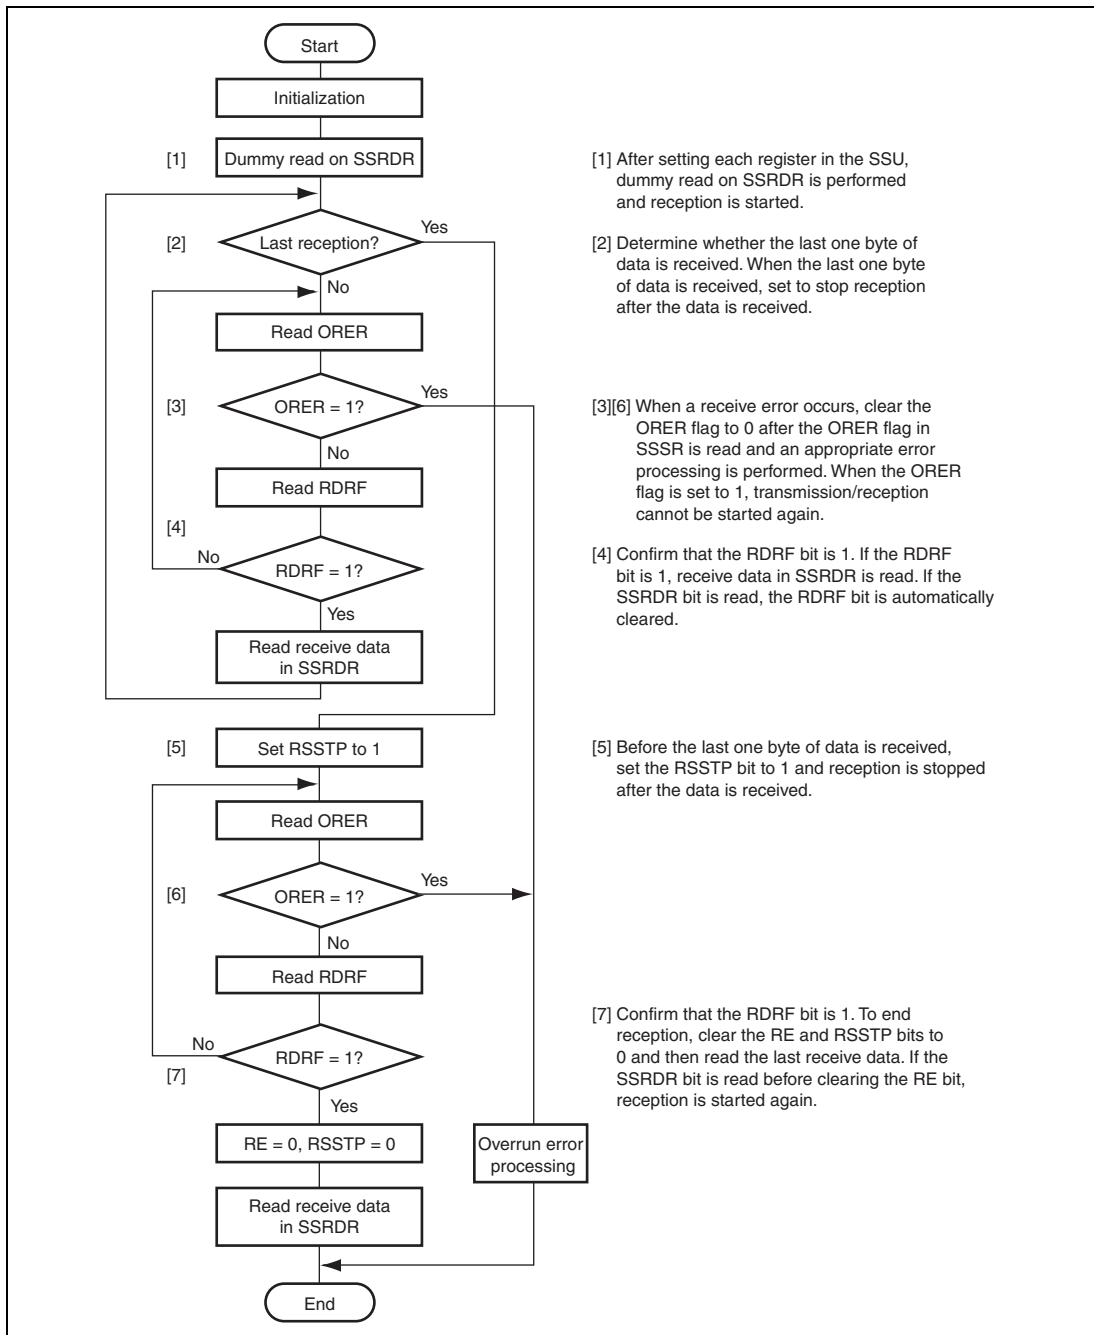 Start
Initialization
[1]
Dummy read on SSRDR
[1] After setting each register in the SSU,
dummy read on SSRDR is performed
and reception is started.
[2]
Last reception?
Yes
No
[2] Determine whether the last one byte of
data is received. When the last one byte
of data is received, set to stop reception
after the data is received.
Read ORER
[3]
ORER = 1?
Yes
No
[3][6] When a receive error occurs, clear the
ORER flag to 0 after the ORER flag in
SSSR is read and an appropriate error
processing is performed. When the ORER
flag is set to 1, transmission/reception
cannot be started again.
Read RDRF
[4]
No
RDRF = 1?
Yes
[4] Confirm that the RDRF bit is 1. If the RDRF
bit is 1, receive data in SSRDR is read. If the
SSRDR bit is read, the RDRF bit is automatically
cleared.
Read receive data
in SSRDR
[5]
Set RSSTP to 1
[5] Before the last one byte of data is received,
set the RSSTP bit to 1 and reception is stopped
after the data is received.
Read ORER
[6]
ORER = 1?
Yes
No
Read RDRF
No
RDRF = 1?
[7]
Yes
[7] Confirm that the RDRF bit is 1. To end
reception, clear the RE and RSSTP bits to
0 and then read the last receive data. If the
SSRDR bit is read before clearing the RE bit,
reception is started again.
RE = 0, RSSTP = 0
Overrun error
processing
Read receive data
in SSRDR
End